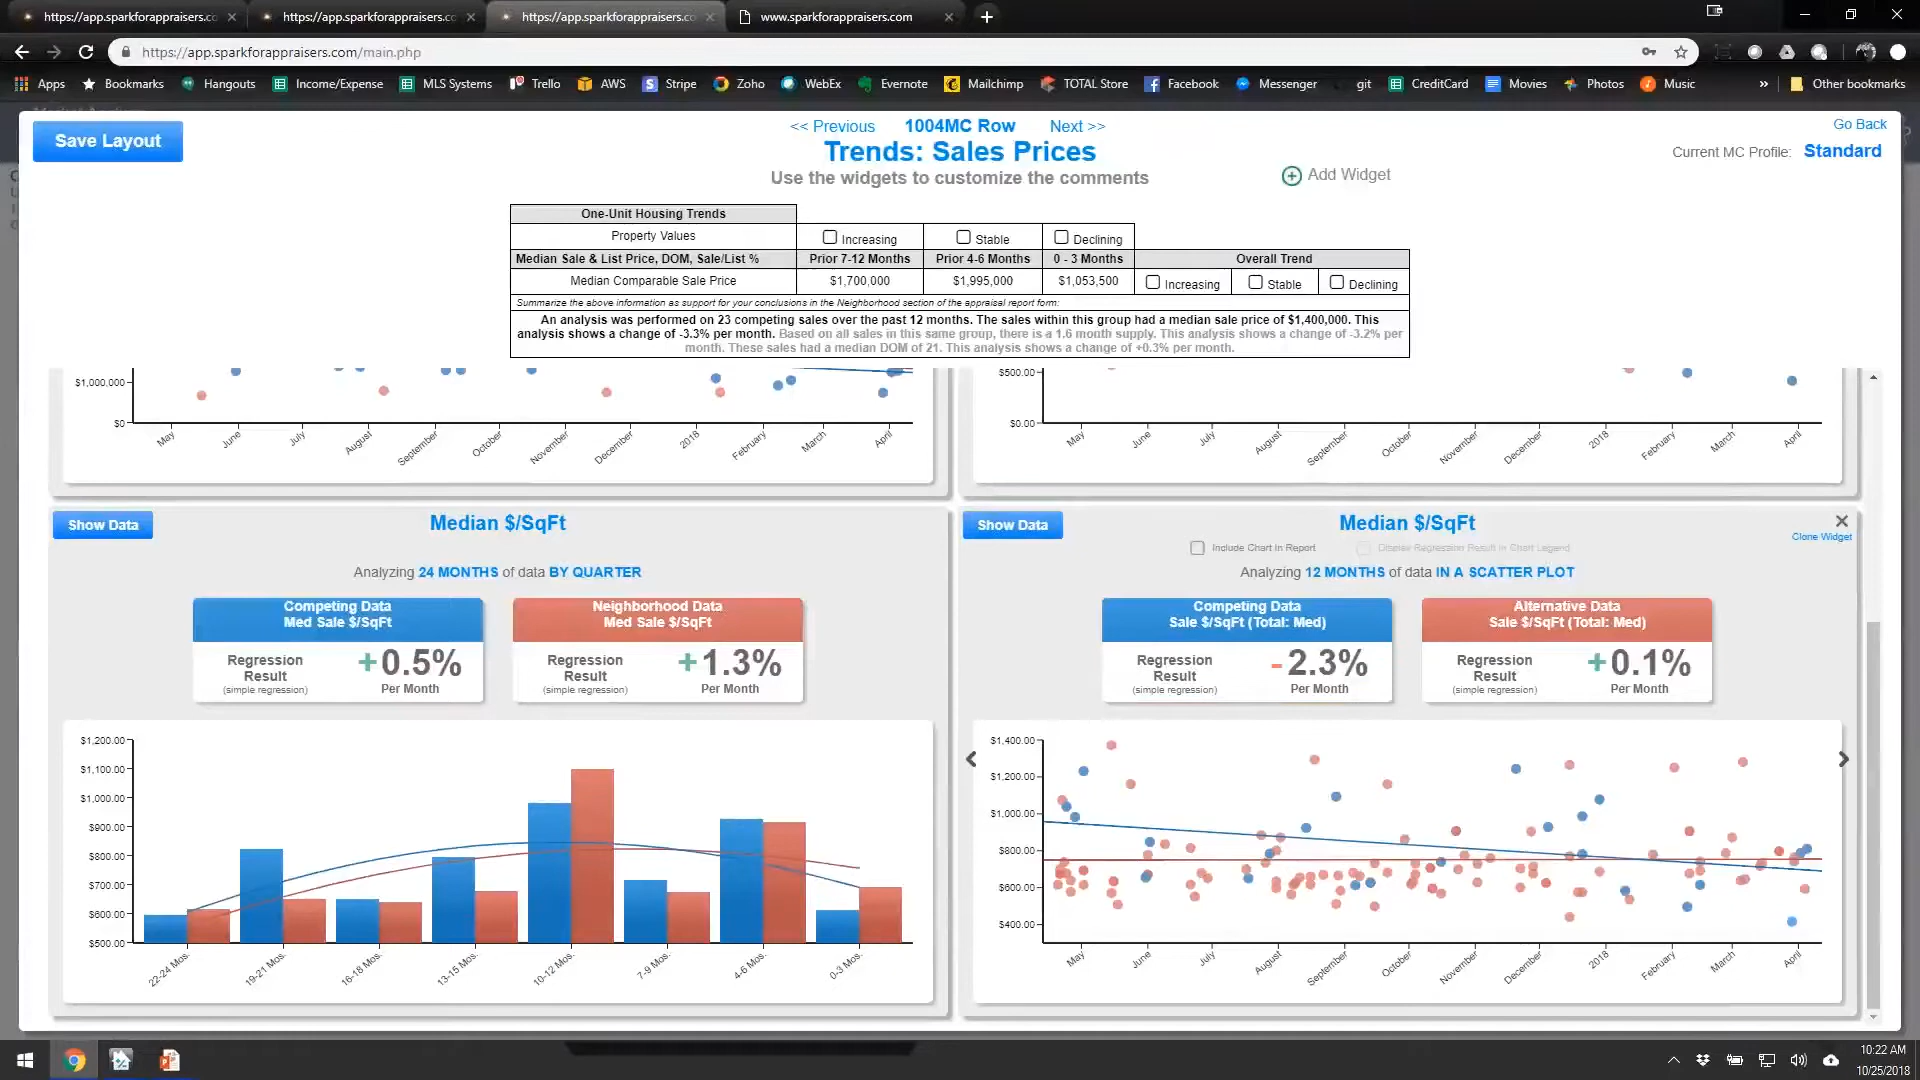 https://app.sparkforappraisers.co
https://app.sparkforappraisers.cc
https://app.sparkforappraisers.co
www.sparkforappraisers.com
https://app.sparkforappraisers.com/main.php
Apps Bookmarks Hangouts Income/Expense MLS Systems Trello AWS Stripe Zoho WebEx Evernote Mailchimp TOTAL Store Facebook Messenger git CreditCard Movies Photos Music » Other bookmarks
Save Layout
<< Previous 1004MC Row Next >>
Go Back
Trends: Sales Prices
Current MC Profile: Standard
Use the widgets to customize the comments
Add Widget
One-Unit Housing Trends
Property Values Increasing Stable Declining
Median Sale & List Price, DOM, Sale/List % Prior 7-12 Months Prior 4-6 Months 0 - 3 Months Overall Trend
Median Comparable Sale Price $1,700,000 $1,995,000 $1,053,500 Increasing Stable Declining
Summarize the above information as support for your conclusions in the Neighborhood section of the appraisal report form:
An analysis was performed on 23 competing sales over the past 12 months. The sales within this group had a median sale price of $1,400,000. This
analysis shows a change of -3.3% per month. Based on all sales in this same group, there is a 1.6 month supply. This analysis shows a change of -3.2% per
month. These sales had a median DOM of 21. This analysis shows a change of +0.3% per month.
$1,000,000
$0
May June July August September October November December 2018 February March April
$500.00
$0.00
May June July August September October November December 2018 February March April
Show Data
Median $/SqFt
Analyzing 24 MONTHS of data BY QUARTER
Competing Data
Med Sale $/SqFt
Regression
Result
(simple regression)
+0.5%
Per Month
Neighborhood Data
Med Sale $/SqFt
Regression
Result
(simple regression)
+1.3%
Per Month
$1,200.00
$1,100.00
$1,000.00
$900.00
$800.00
$700.00
$600.00
$500.00
22-24 Mos. 19-21 Mos. 16-18 Mos. 13-15 Mos. 10-12 Mos. 7-9 Mos. 4-6 Mos. 0-3 Mos.
Show Data
Median $/SqFt
Clone Widget
Include Chart In Report Display Regression Result in Chart Legend
Analyzing 12 MONTHS of data IN A SCATTER PLOT
Competing Data
Sale $/SqFt (Total: Med)
Regression
Result
(simple regression)
-2.3%
Per Month
Alternative Data
Sale $/SqFt (Total: Med)
Regression
Result
(simple regression)
+0.1%
Per Month
$1,400.00
$1,200.00
$1,000.00
$800.00
$600.00
$400.00
May June July August September October November December 2018 February March April
10:22 AM
10/25/2018